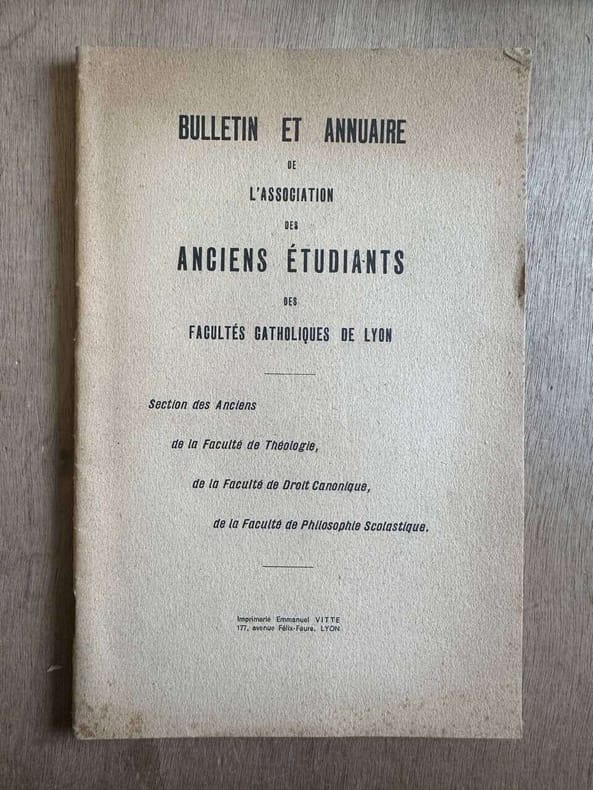 BULLETIN ET ANNUAIRE
DE
L'ASSOCIATION
DES
ANCIENS ÉTUDIANTS
DES
FACULTÉS CATHOLIQUES DE LYON
Section des Anciens
de la Faculté de Théologie,
de la Faculté de Droit Canonique,
de la Faculté de Philosophie Scolastique.
Imprimerie Emmanuel VITTE
177, avenue Félix-Faure. LYON